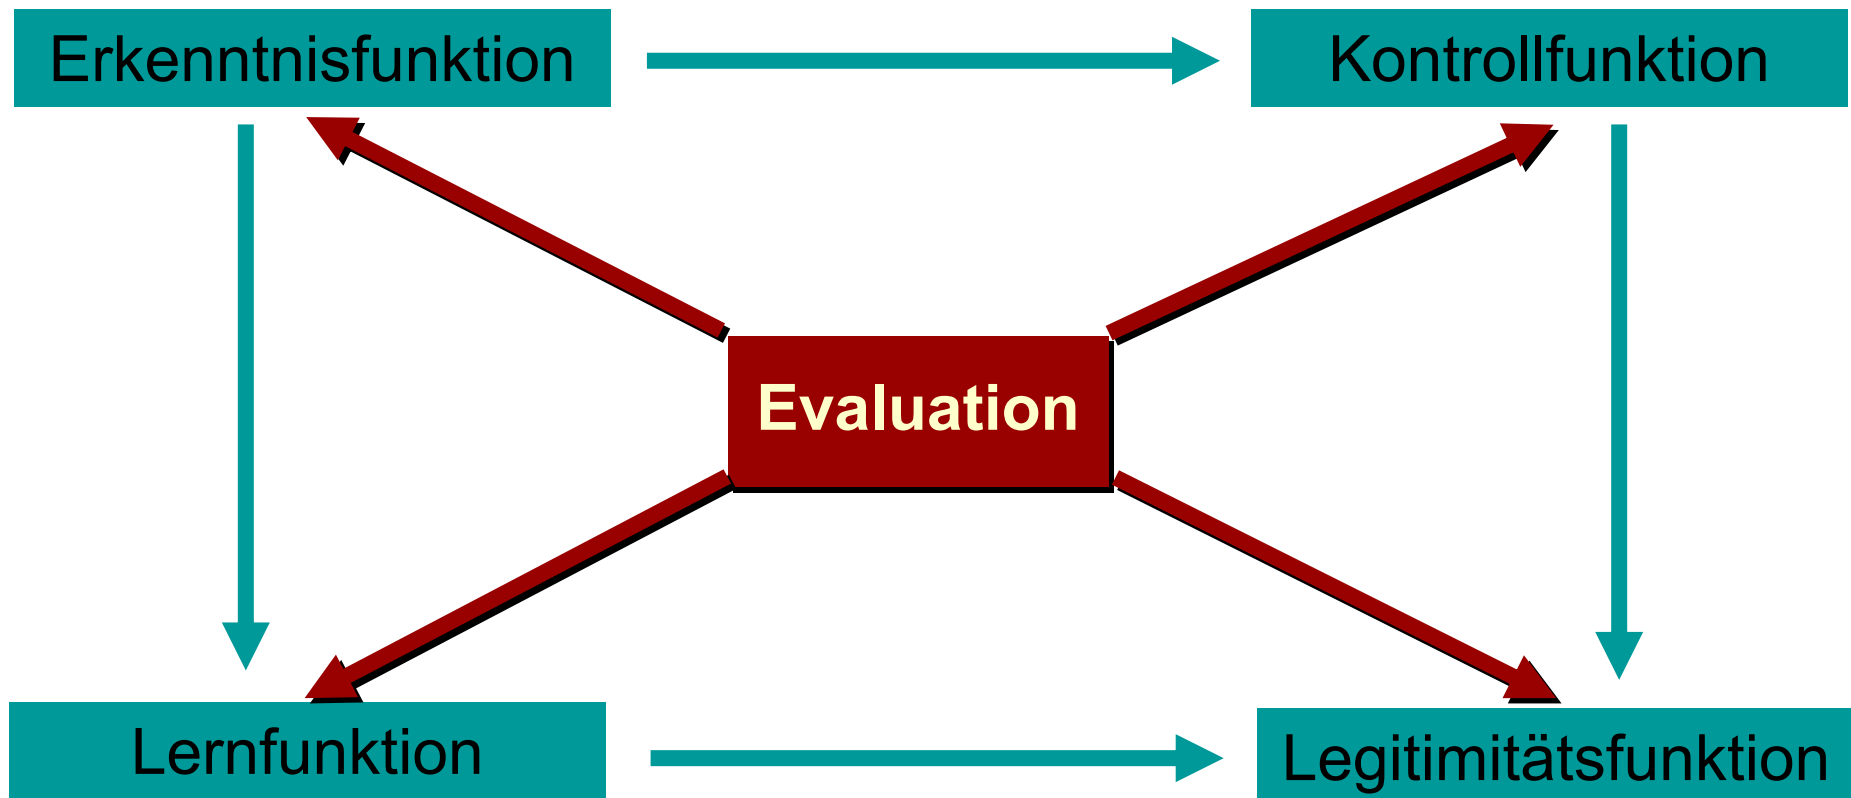 Erkenntnisfunktion
Kontrollfunktion
Evaluation
Lernfunktion
Legitimitätsfunktion